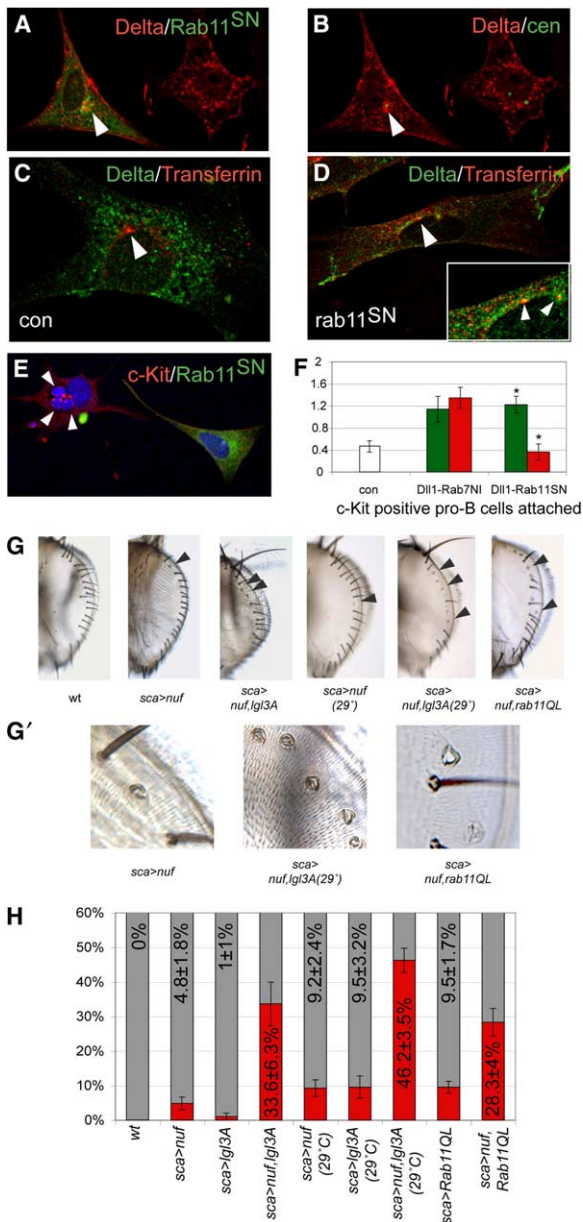 A Delta/Rab11SN
B Delta/cen
C Delta/Transferrin
con
D Delta/Transferrin
rab11SN
E c-Kit/Rab11SN
F
1.6
1.2
0.8
0.4
0
*
*
con Dll1-Rab7NI Dll1-Rab11SN
c-Kit positive pro-B cells attached
G
wt
sca>nuf
sca>
nuf,lgl3A
sca>nuf
(29˚)
sca>
nuf,lgl3A(29˚)
sca>
nuf,rab11QL
G′
sca>nuf
sca>
nuf,lgl3A(29˚)
sca>
nuf,rab11QL
H
60%
50%
40%
30%
20%
10%
0%
0%
4.8±1.8%
1±1%
33.6±6.3%
9.2±2.4%
9.5±3.2%
46.2±3.5%
9.5±1.7%
28.3±4%
wt
sca>nuf
sca>lgl3A
sca>nuf,lgl3A
sca>nuf
(29˚C)
sca>lgl3A
(29˚C)
sca>nuf,lgl3A
(29˚C)
sca>Rab11QL
sca>nuf,
Rab11QL